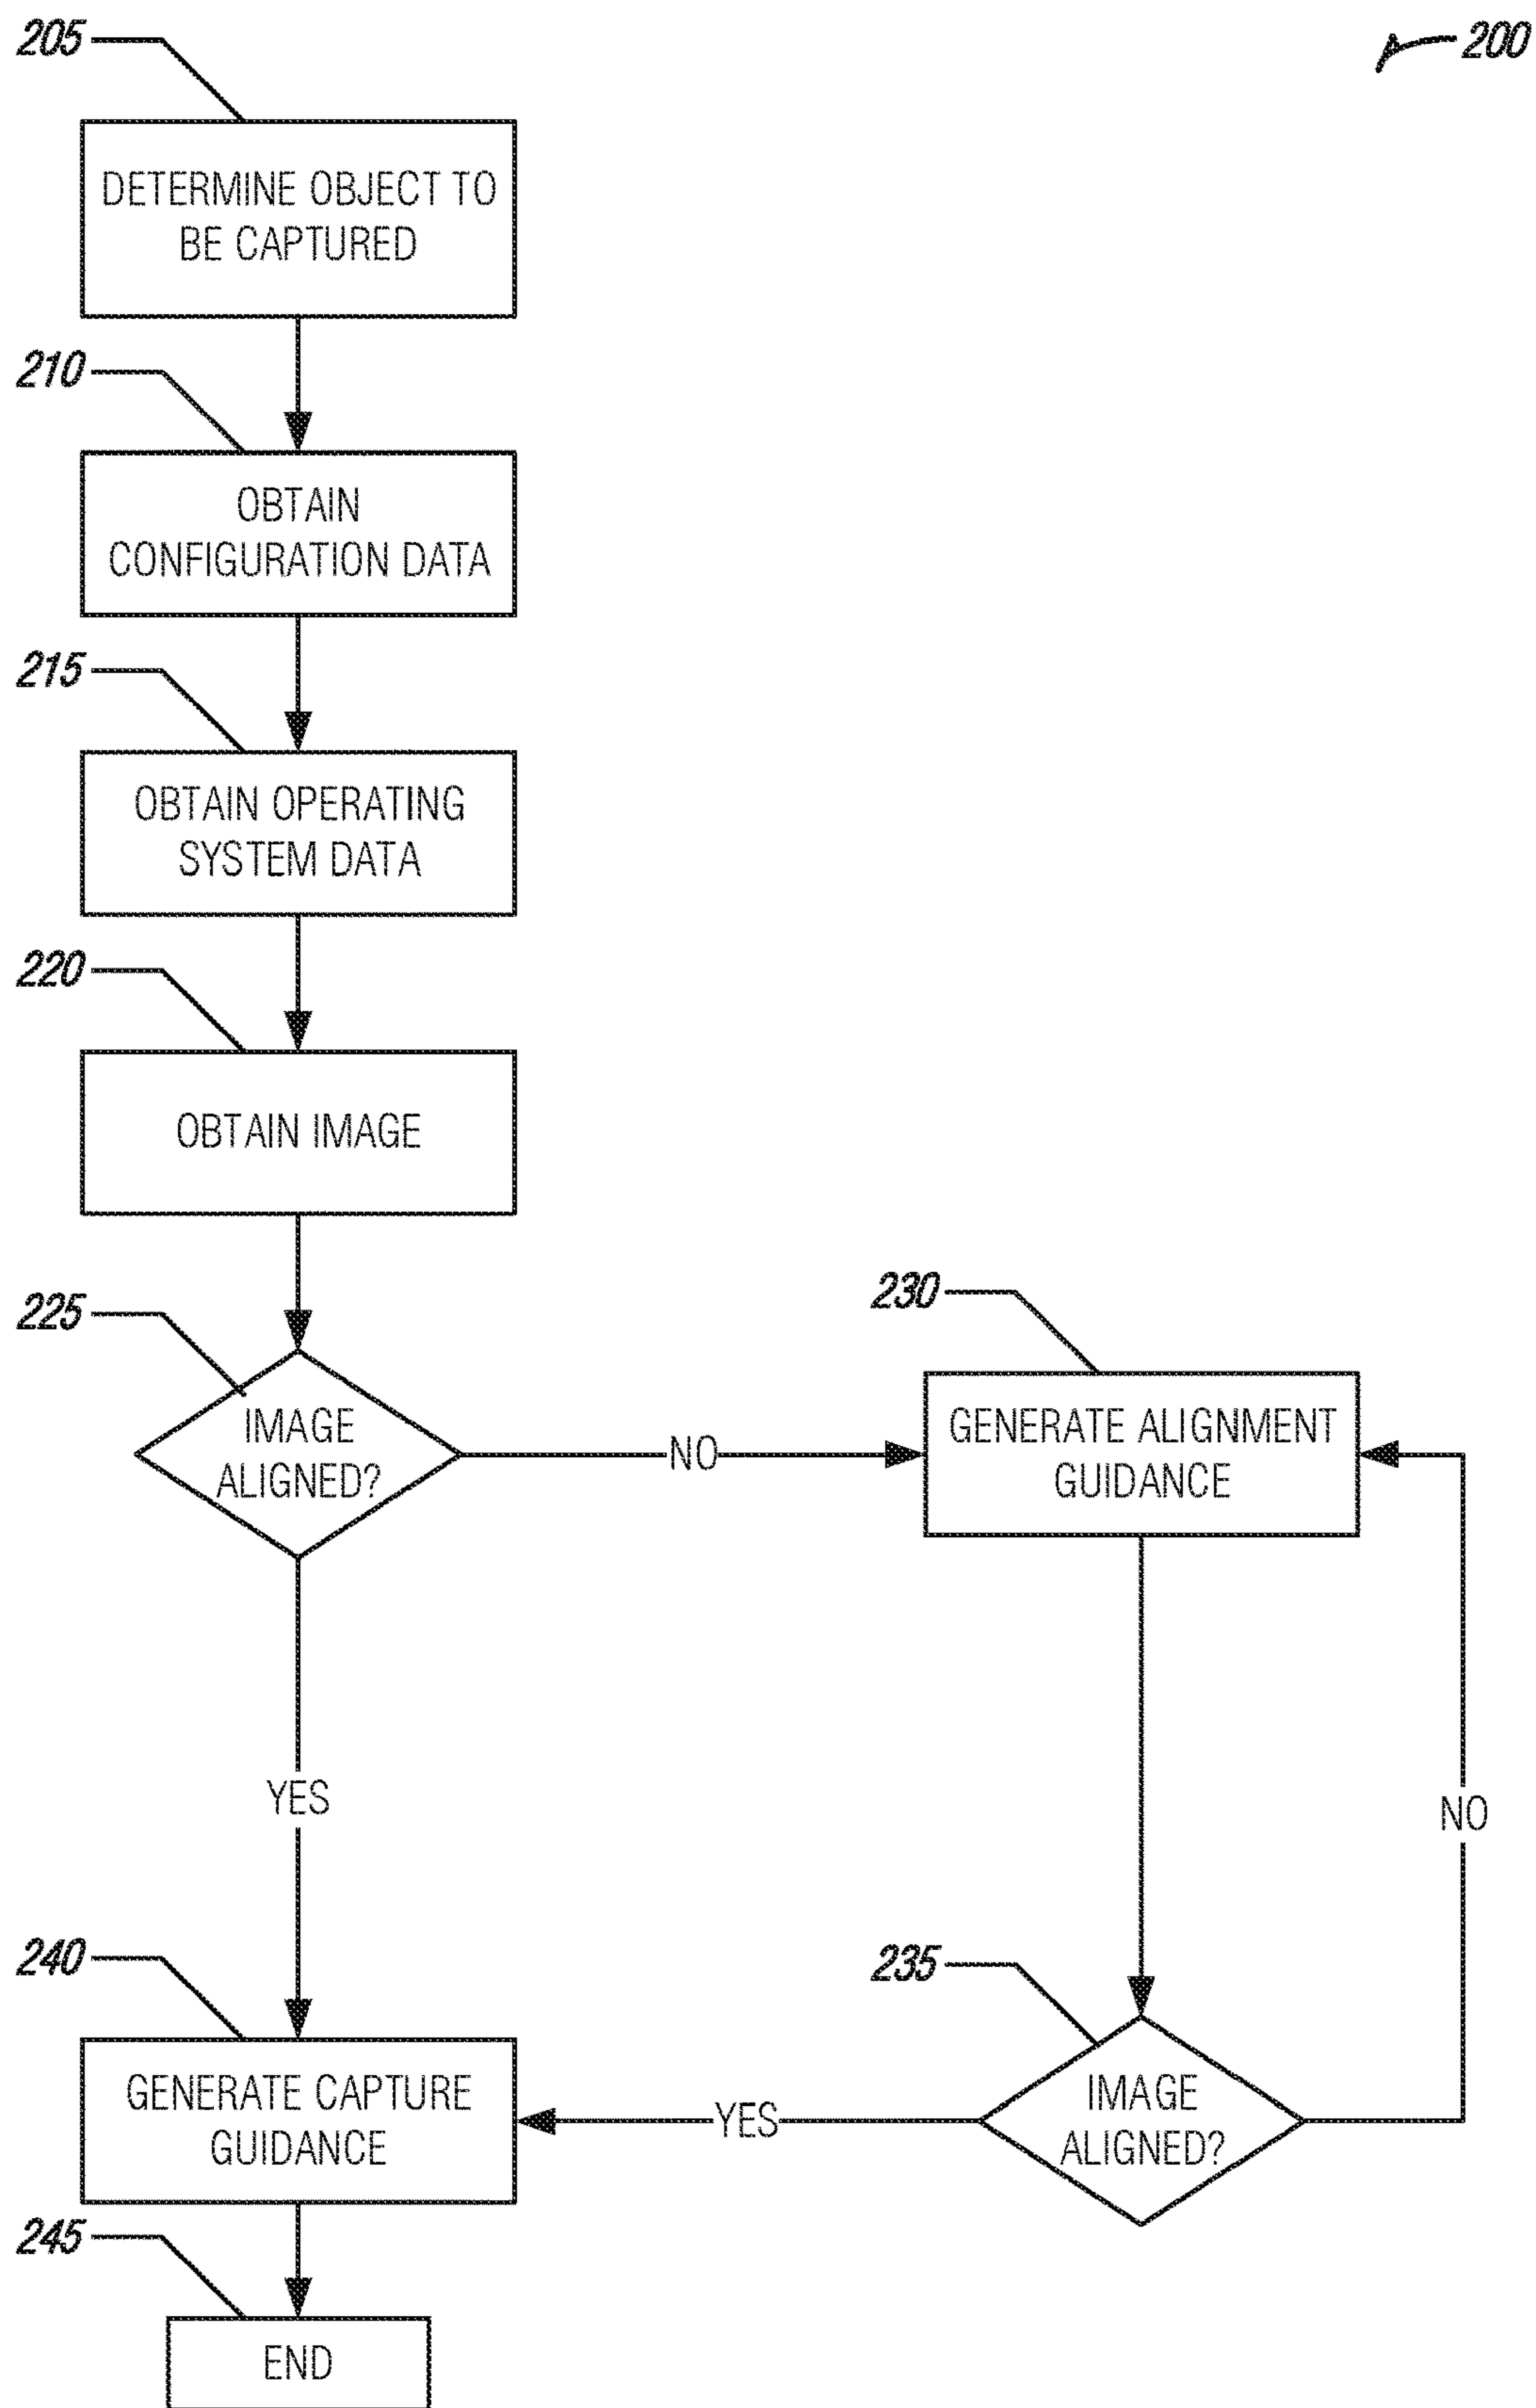 205
200
DETERMINE OBJECT TO
BE CAPTURED
210
OBTAIN
CONFIGURATION DATA
215
OBTAIN OPERATING
SYSTEM DATA
220
OBTAIN IMAGE
225
IMAGE
ALIGNED?
NO
230
GENERATE ALIGNMENT
GUIDANCE
YES
NO
240
235
GENERATE CAPTURE
GUIDANCE
YES
IMAGE
ALIGNED?
245
END